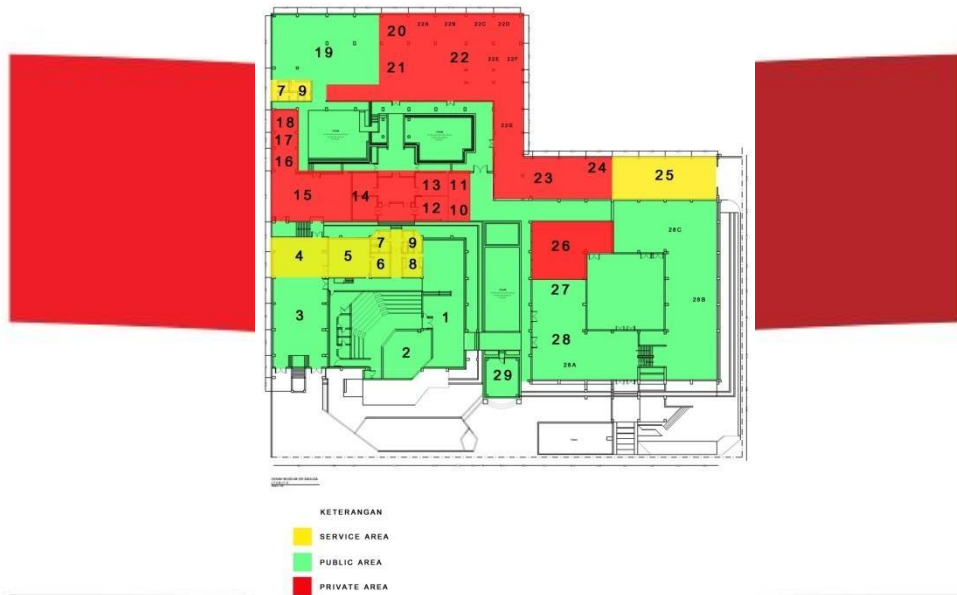 20 22A 22B 22C 22D
19
21 22 22E 22F
7 9
18
17
16
22G
15 14 13 11
12 10
23 24 25
26 28C
4 5 7 9
6 8
27
28B
3 1
2 28
29 28A
KETERANGAN
SERVICE AREA
PUBLIC AREA
PRIVATE AREA